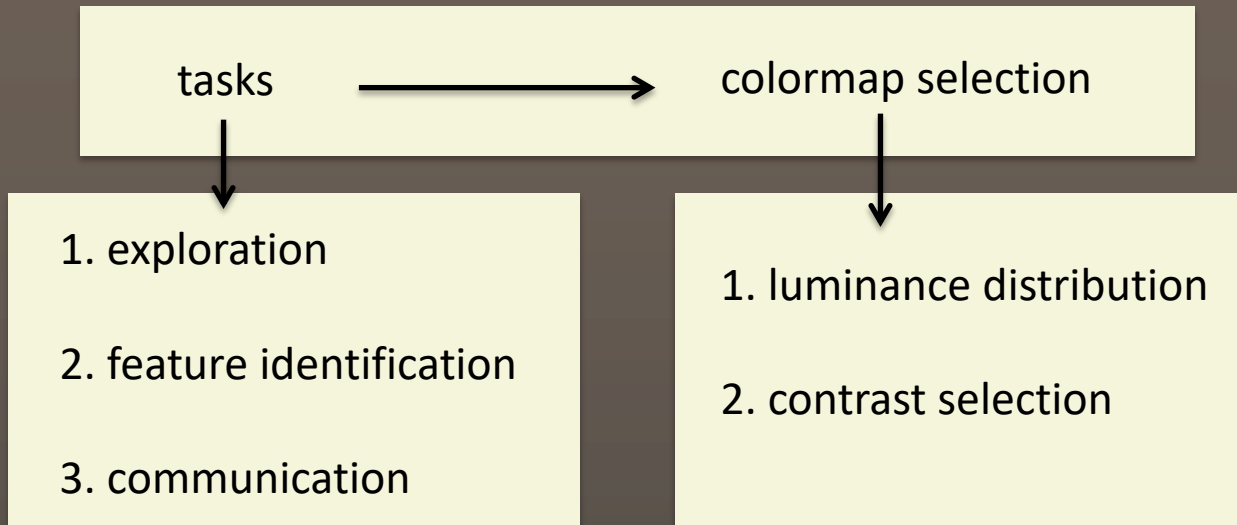 tasks
colormap selection
1. exploration
2. feature identification
3. communication
1. luminance distribution
2. contrast selection